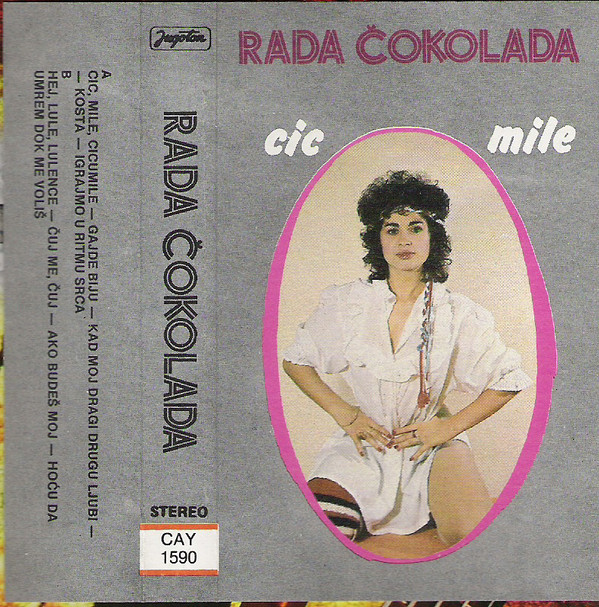 RADA ČOKOLADA
cic mile
Jugoton
RADA ČOKOLADA
STEREO
CAY
1590
A
CIC, MILE, CICUMILE — GAJDE BIJU — KAD MOJ DRAGI DRUGU LJUBI —
— KOSTA — IGRAJMO U RITMU SRCA
B
HEJ, LULE, LULENCE — ČUJ ME, ČUJ — AKO BUDEŠ MOJ — HOĆU DA
UMREM DOK ME VOLIŠ